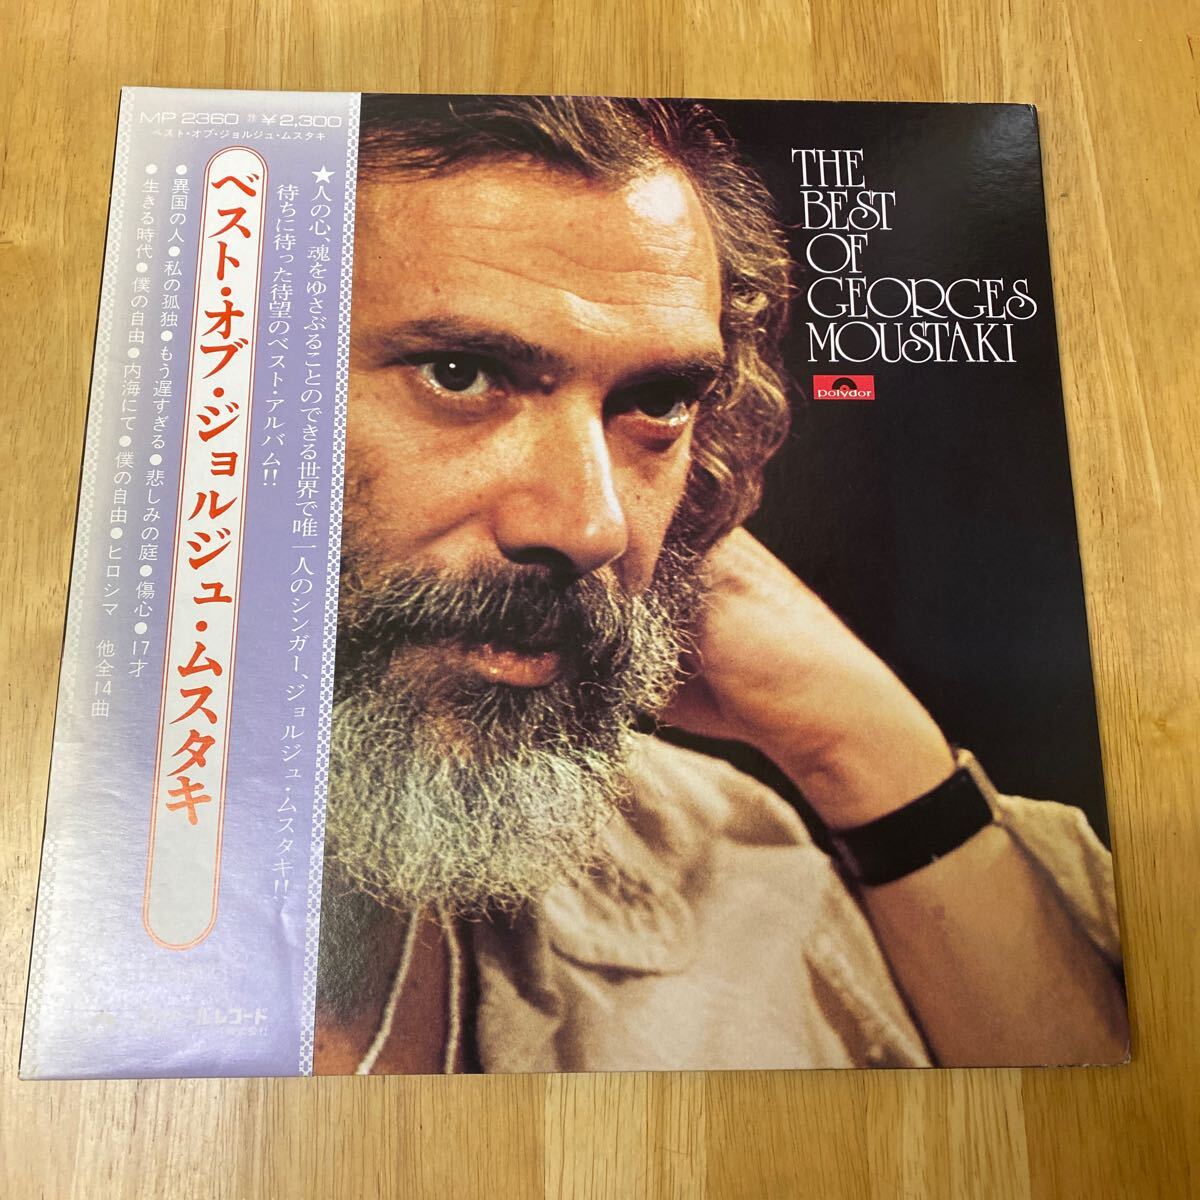 MP 2360 ¥2,300
ベスト・オブ・ジョルジュ・ムスタキ
★人の心、魂をゆさぶることのできる世界で唯一人のシンガー、ジョルジュ・ムスタキ!!
待ちに待った待望のベスト・アルバム!!
ベスト・オブ・ジョルジュ・ムスタキ
●異国の人●私の孤独●もう遅すぎる●悲しみの庭●傷心●17才
●生きる時代●僕の自由●内海にて●僕の自由●ヒロシマ 他全14曲
レコード
THE
BEST
OF
GEORGES
MOUSTAKI
polydor